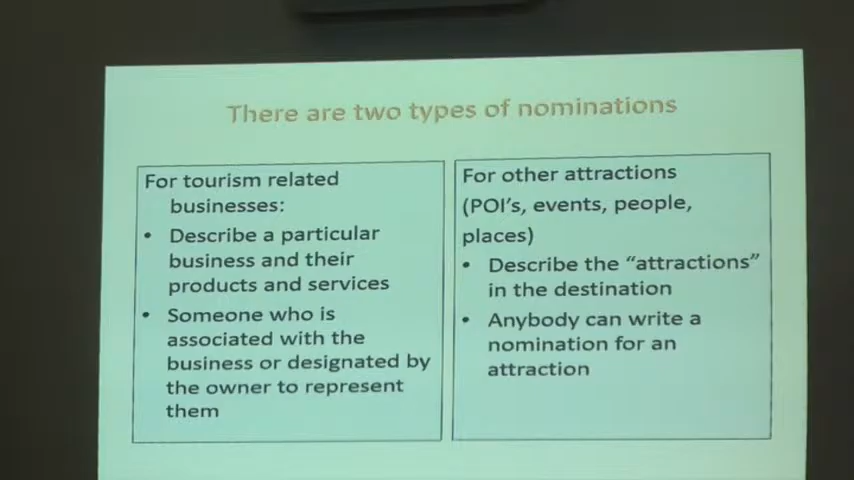 There are two types of nominations
For tourism related
businesses:
• Describe a particular
business and their
products and services
• Someone who is
associated with the
business or designated by
the owner to represent
them
For other attractions
(POI's, events, people,
places)
• Describe the “attractions”
in the destination
• Anybody can write a
nomination for an
attraction